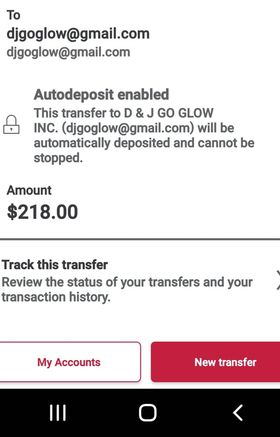 To
djgoglow@gmail.com
djgoglow@gmail.com
Autodeposit enabled
This transfer to D & J GO GLOW
INC. (djgoglow@gmail.com) will be
automatically deposited and cannot be
stopped.
Amount
$218.00
Track this transfer
Review the status of your transfers and your
transaction history.
My Accounts
New transfer